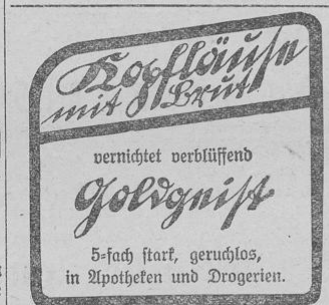 Kopfläuse
mit Brut
vernichtet verblüffend
Goldgeist
5=fach stark, geruchlos,
in Apotheken und Drogerien.